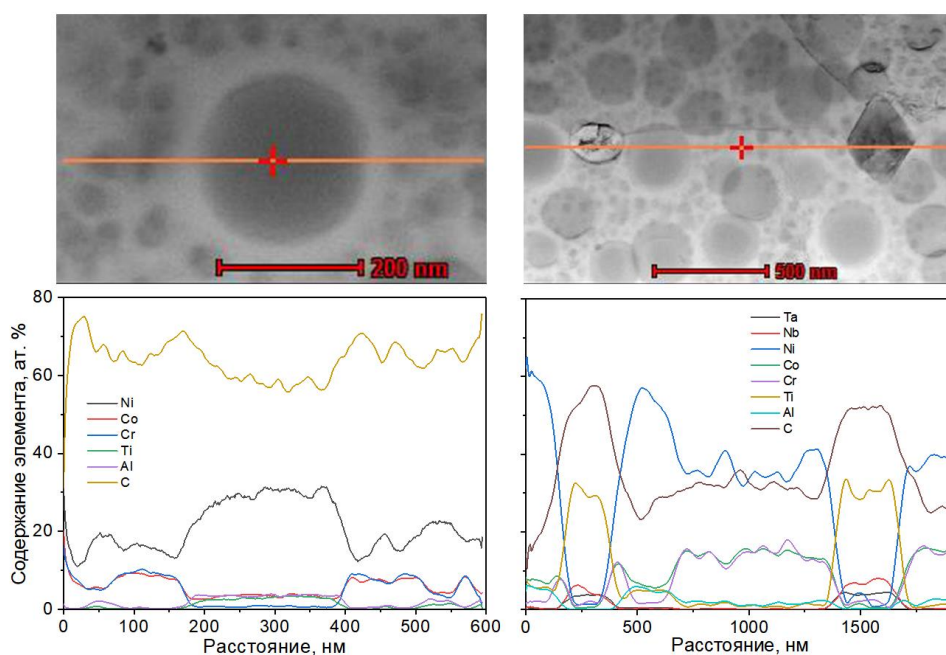 200 nm
500 nm
Содержание элемента, ат. %
80
60
40
20
0
Ni
Co
Cr
Ti
Al
C
0 100 200 300 400 500 600
Расстояние, нм
Ta
Nb
Ni
Co
Cr
Ti
Al
C
0 500 1000 1500
Расстояние, нм